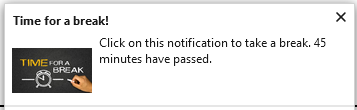 Time for a break!
Click on this notification to take a break. 45
minutes have passed.
TIME FOR A
BREAK